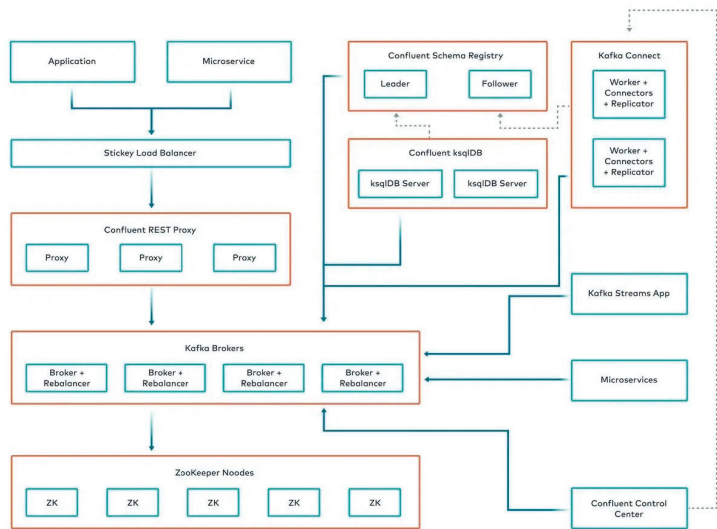 Application
Microservice
Stickey Load Balancer
Confluent REST Proxy
Proxy
Proxy
Proxy
Confluent Schema Registry
Leader
Follower
Confluent ksqlDB
ksqlDB Server
ksqlDB Server
Kafka Connect
Worker +
Connectors
+ Replicator
Worker +
Connectors
+ Replicator
Kafka Streams App
Kafka Brokers
Broker +
Rebalancer
Broker +
Rebalancer
Broker +
Rebalancer
Broker +
Rebalancer
Microservices
ZooKeeper Noodes
ZK
ZK
ZK
ZK
ZK
Confluent Control
Center